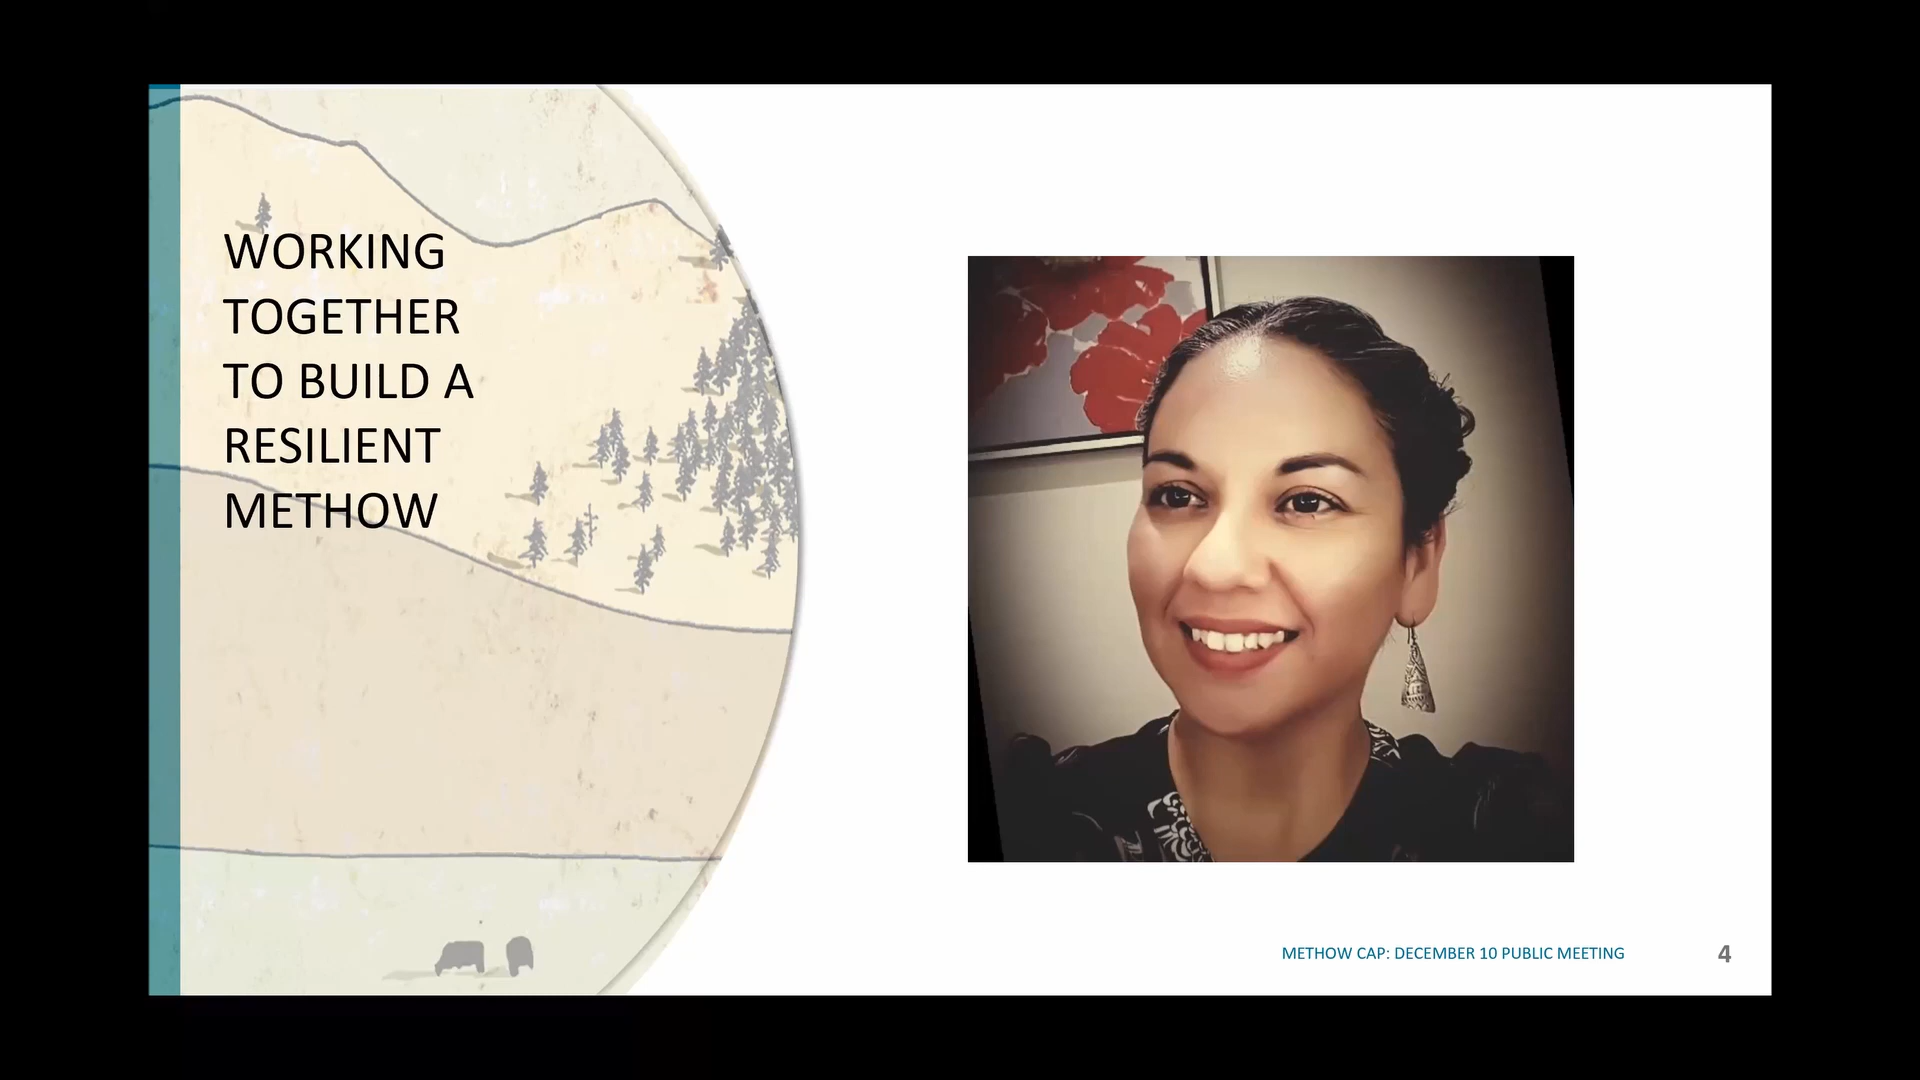 WORKING
TOGETHER
TO BUILD A
RESILIENT
METHOW
METHOW CAP: DECEMBER 10 PUBLIC MEETING
4